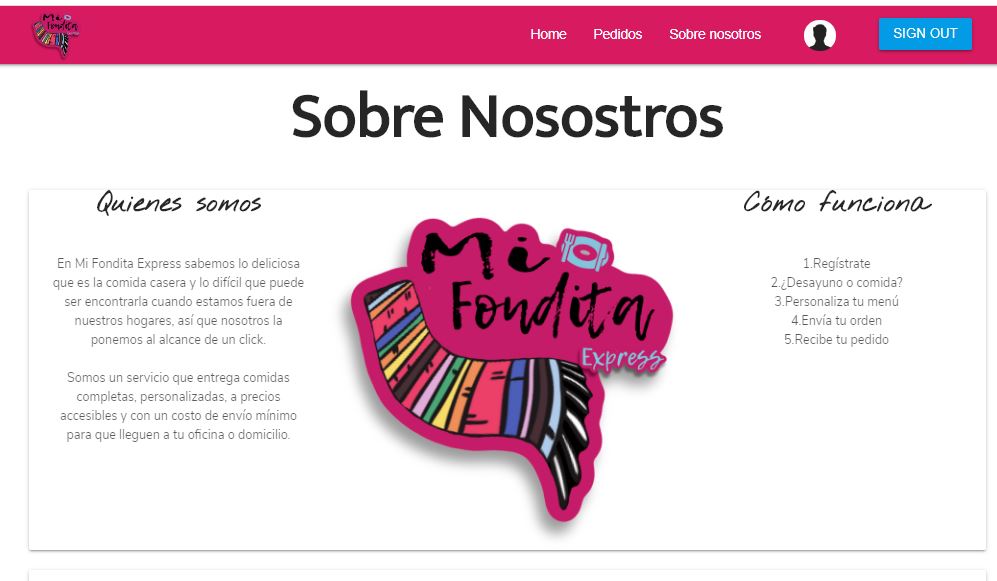 Mi
Fondita
Home
Pedidos
Sobre nosotros
SIGN OUT
Sobre Nosostros
Quienes somos
En Mi Fondita Express sabemos lo deliciosa
que es la comida casera y lo difícil que puede
ser encontrarla cuando estamos fuera de
nuestros hogares, así que nosotros la
ponemos al alcance de un click.
Somos un servicio que entrega comidas
completas, personalizadas, a precios
accesibles y con un costo de envío mínimo
para que lleguen a tu oficina o domicilio.
Mi
Fondita
Express
Cómo funciona
1.Regístrate
2.¿Desayuno o comida?
3.Personaliza tu menú
4.Envía tu orden
5.Recibe tu pedido